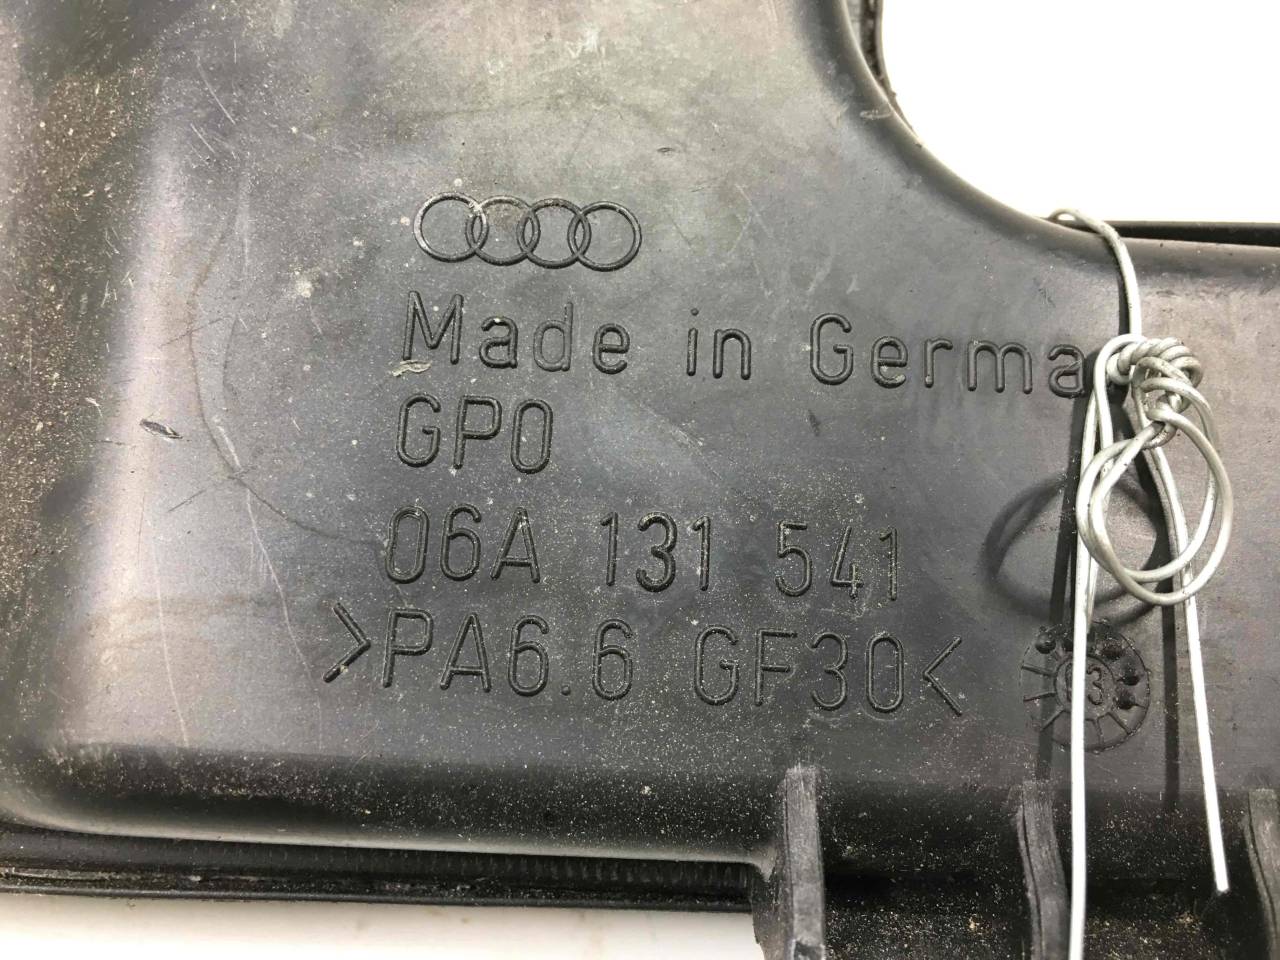 Made in Germa
GPO
06A 131 541
>PA6.6 GF30<